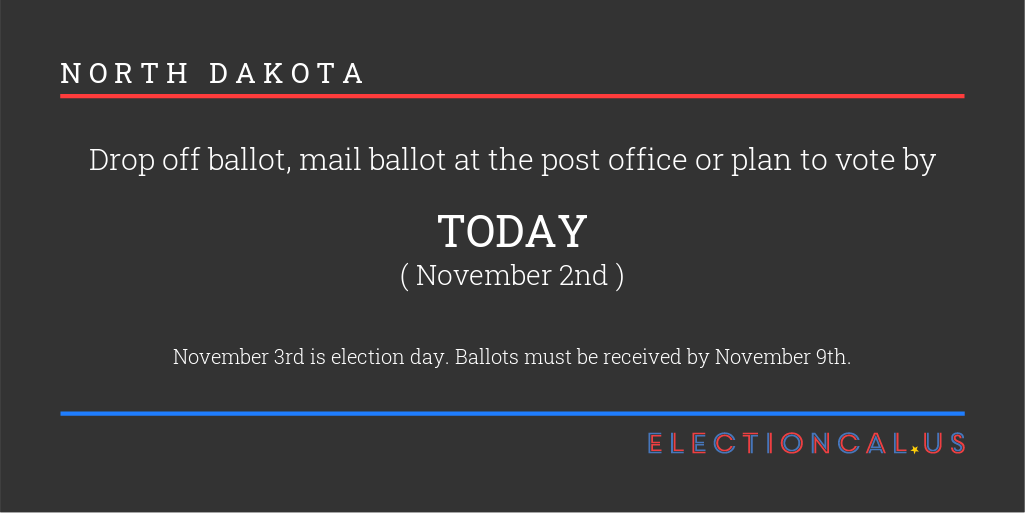 NORTH DAKOTA
Drop off ballot, mail ballot at the post office or plan to vote by
TODAY
( November 2nd )
November 3rd is election day. Ballots must be received by November 9th.
ELECTIONCAL.US